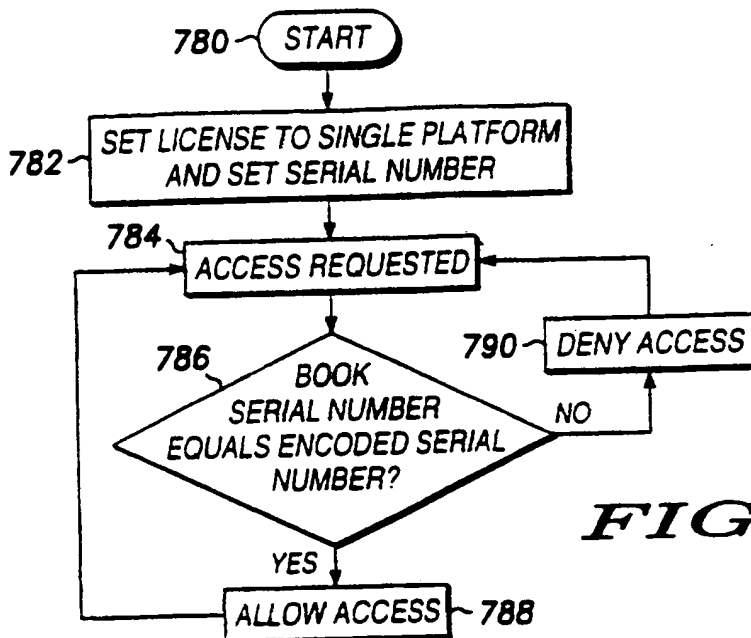 780 START
782 SET LICENSE TO SINGLE PLATFORM
AND SET SERIAL NUMBER
784 ACCESS REQUESTED
786 BOOK
SERIAL NUMBER
EQUALS ENCODED SERIAL
NUMBER?
NO
790 DENY ACCESS
FIG
YES
ALLOW ACCESS 788